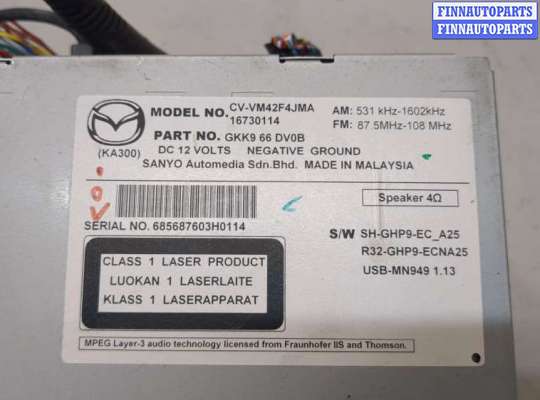 FINNAUTOPARTS
FINNAUTOPARTS
MODEL NO. CV-VM42F4JMA
16730114
AM: 531 kHz-1602kHz
FM: 87.5MHz-108 MHz
PART NO. GKK9 66 DV0B
(KA300)
DC 12 VOLTS NEGATIVE GROUND
SANYO Automedia Sdn.Bhd. MADE IN MALAYSIA
Speaker 4Ω
SERIAL NO. 685687603H0114
S/W SH-GHP9-EC_A25
R32-GHP9-ECNA25
USB-MN949 1.13
CLASS 1 LASER PRODUCT
LUOKAN 1 LASERLAITE
KLASS 1 LASERAPPARAT
MPEG Layer-3 audio technology licensed from Fraunhofer IIS and Thomson.